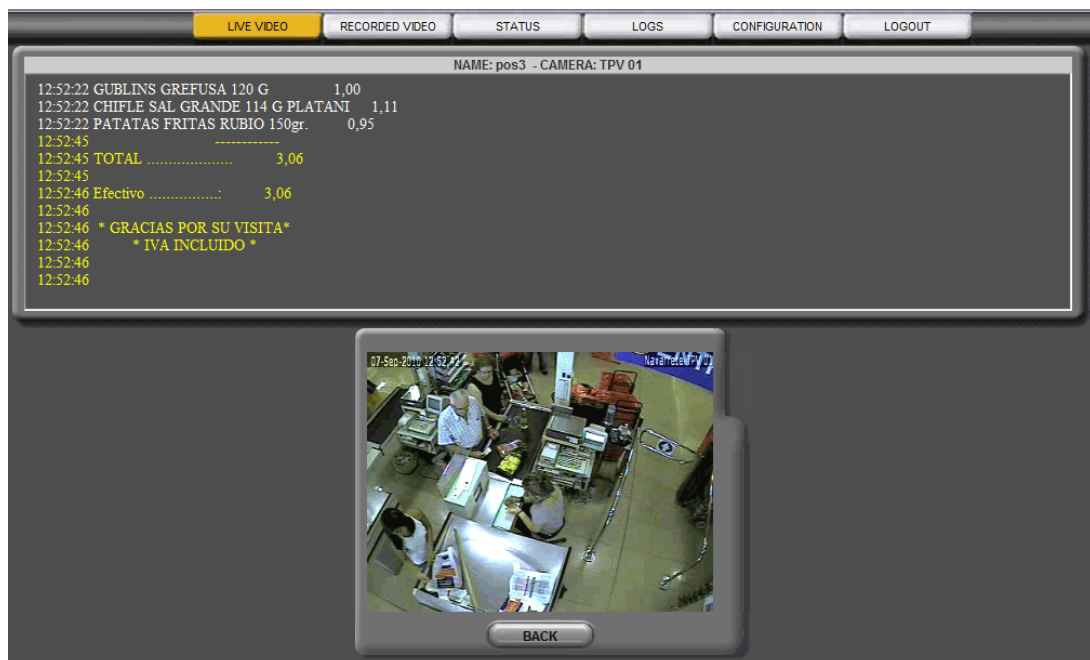 LIVE VIDEO RECORDED VIDEO STATUS LOGS CONFIGURATION LOGOUT
NAME: pos3 - CAMERA: TPV 01
12:52:22 GUBLINS GREFUSA 120 G 1,00
12:52:22 CHIFLE SAL GRANDE 114 G PLATANI 1,11
12:52:22 PATATAS FRITAS RUBIO 150gr. 0,95
12:52:45 ------------
12:52:45 TOTAL .................... 3,06
12:52:45
12:52:46 Efectivo ................: 3,06
12:52:46
12:52:46 * GRACIAS POR SU VISITA*
12:52:46 * IVA INCLUIDO *
12:52:46
12:52:46
07-Sep-2010 12:52 TPV 01
BACK